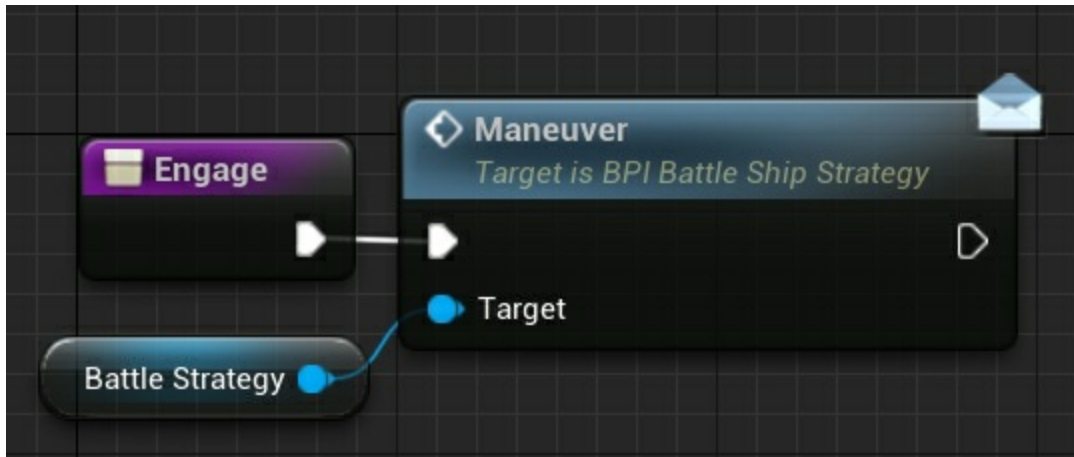 Engage
Maneuver
Target is BPI Battle Ship Strategy
Target
Battle Strategy